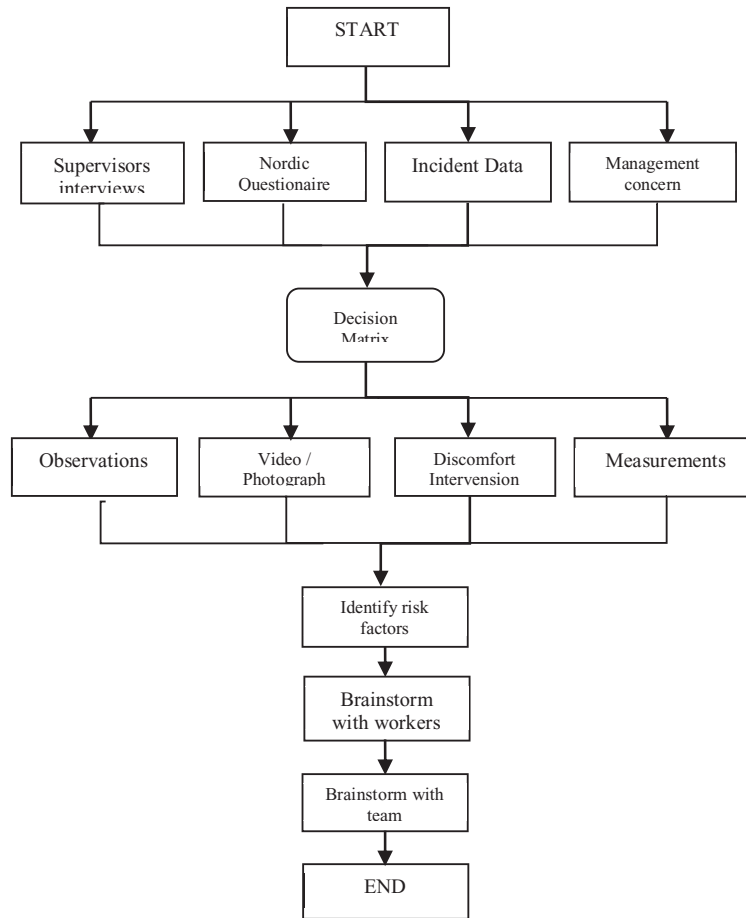 START
Supervisors
interviews
Nordic
Questionaire
Incident Data
Management
concern
Decision
Matrix
Observations
Video /
Photograph
Discomfort
Intervension
Measurements
Identify risk
factors
Brainstorm
with workers
Brainstorm with
team
END